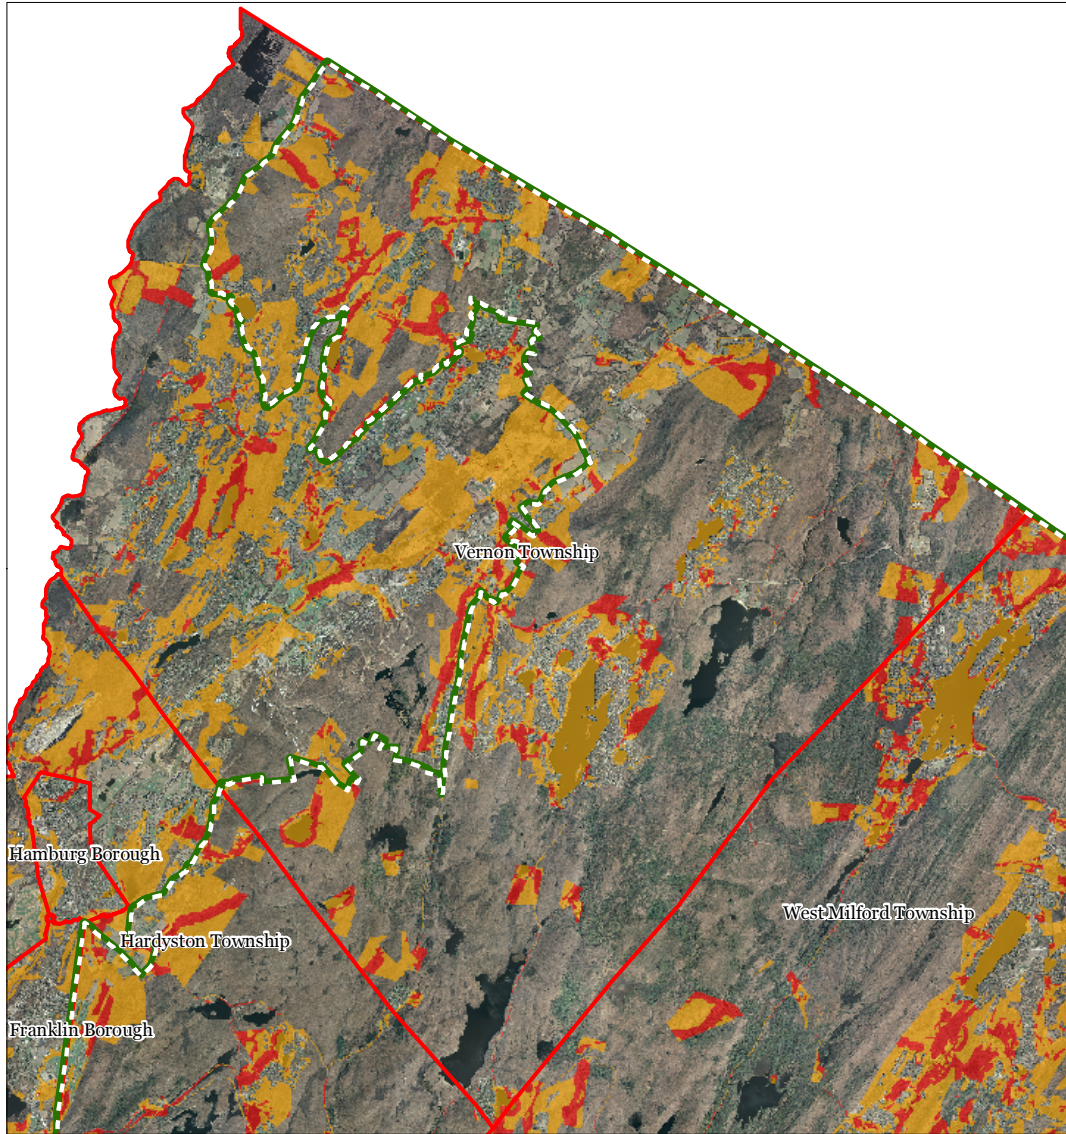 Vernon Township
Hamburg Borough
West Milford Township
Hardyston Township
Franklin Borough